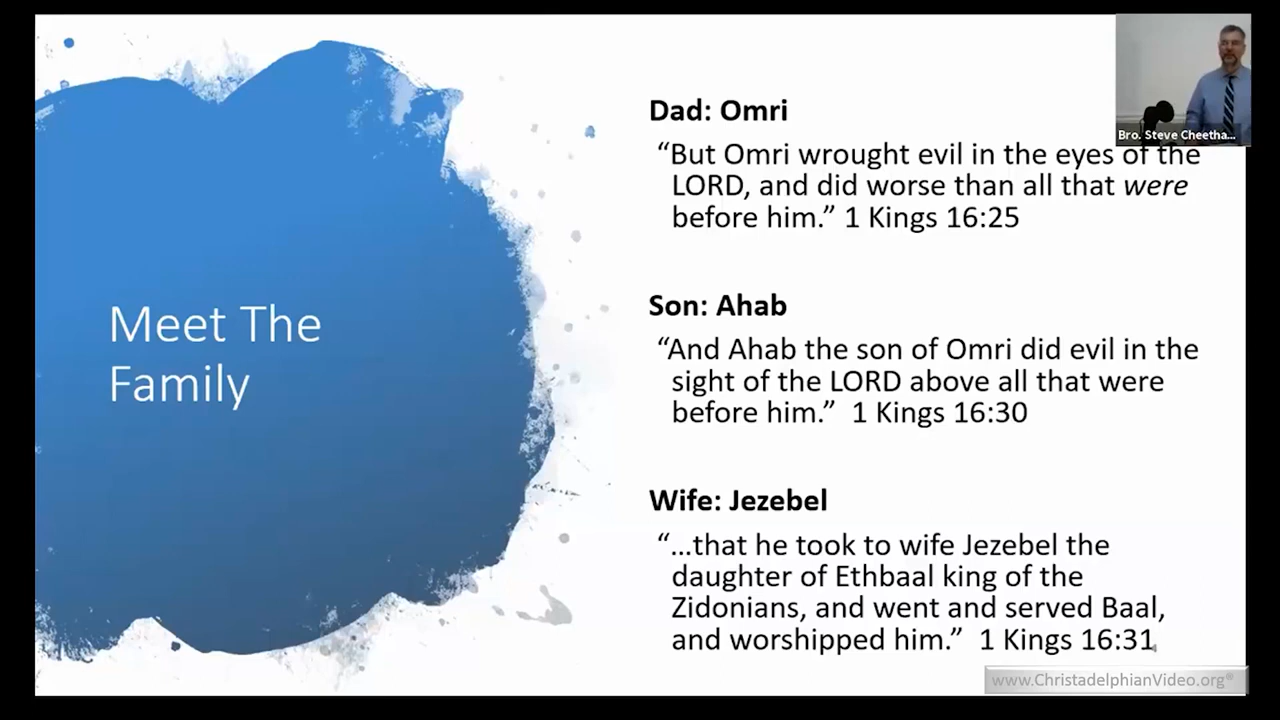 Meet The
Family
Dad: Omri
“But Omri wrought evil in the eyes of the
LORD, and did worse than all that were
before him.” 1 Kings 16:25
Son: Ahab
“And Ahab the son of Omri did evil in the
sight of the LORD above all that were
before him.” 1 Kings 16:30
Wife: Jezebel
“…that he took to wife Jezebel the
daughter of Ethbaal king of the
Zidonians, and went and served Baal,
and worshipped him.” 1 Kings 16:31
Bro. Steve Cheetha...
www.ChristadelphianVideo.org®